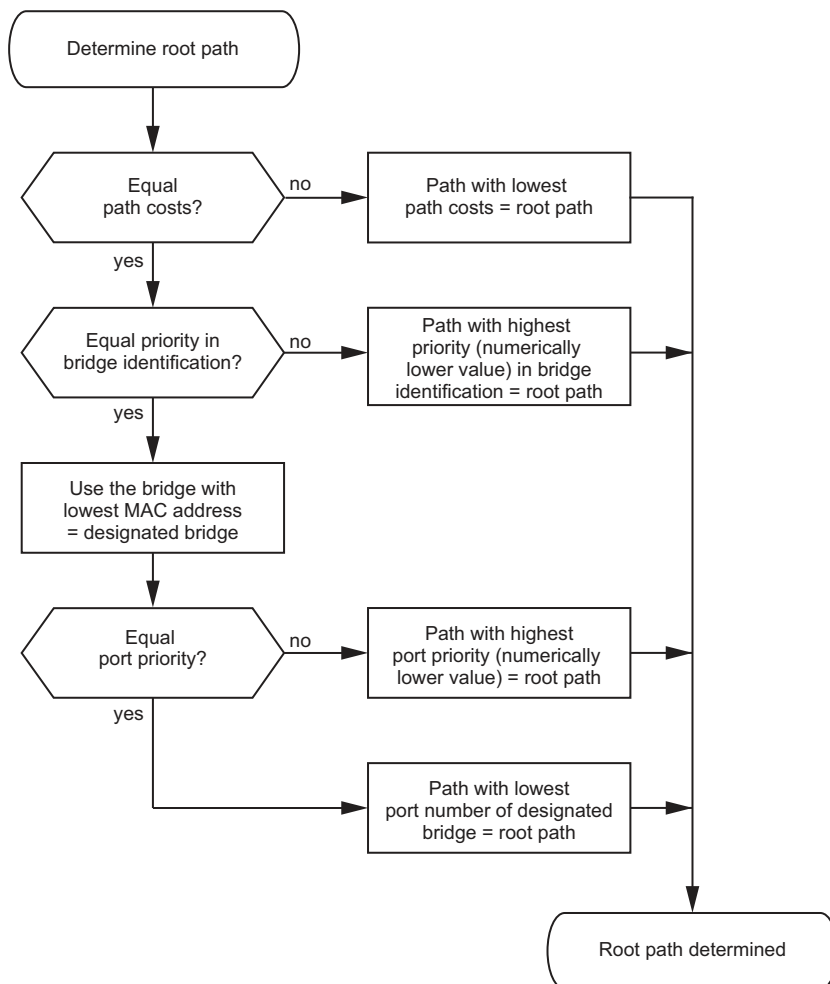 Determine root path
Equal
path costs?
no
Path with lowest
path costs = root path
yes
Equal priority in
bridge identification?
no
Path with highest
priority (numerically
lower value) in bridge
identification = root path
yes
Use the bridge with
lowest MAC address
= designated bridge
Equal
port priority?
no
Path with highest
port priority (numerically
lower value) = root path
yes
Path with lowest
port number of designated
bridge = root path
Root path determined